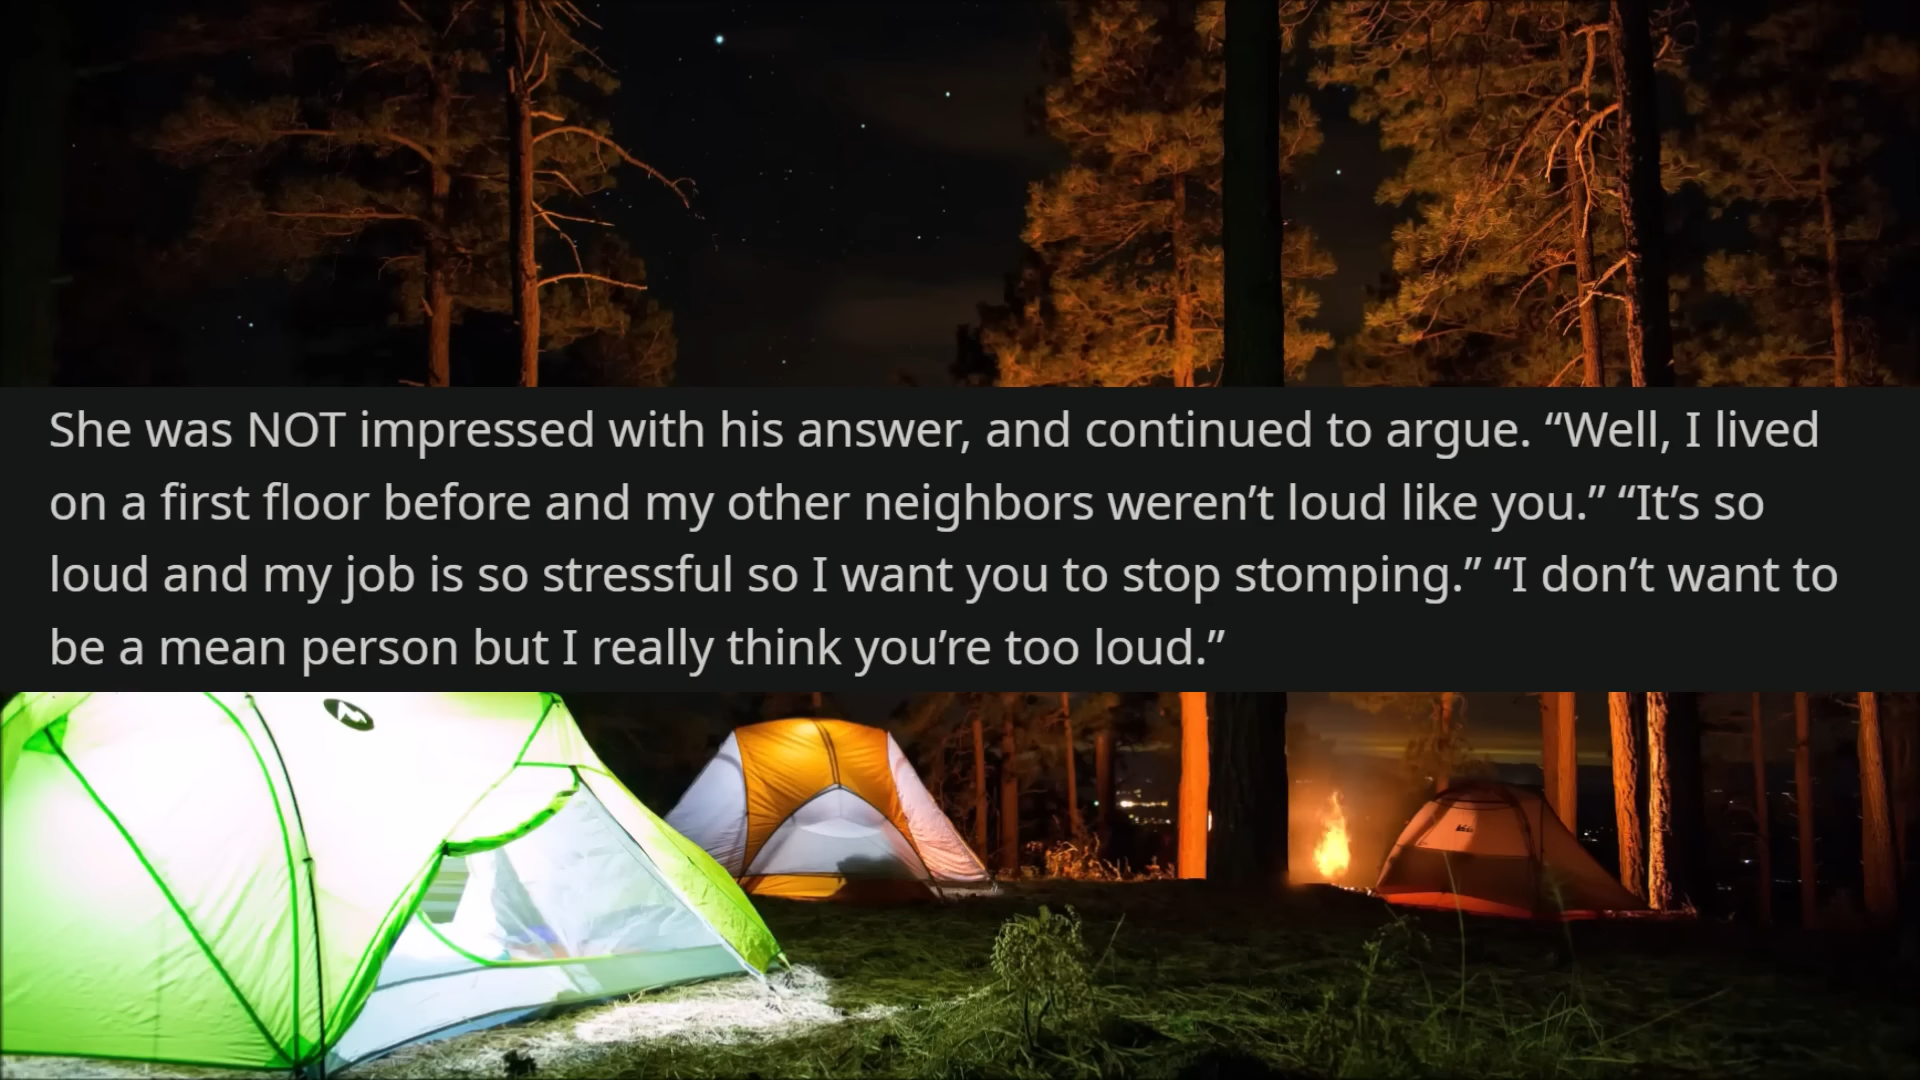 She was NOT impressed with his answer, and continued to argue. “Well, I lived
on a first floor before and my other neighbors weren’t loud like you.” “It’s so
loud and my job is so stressful so I want you to stop stomping.” “I don’t want to
be a mean person but I really think you’re too loud.”